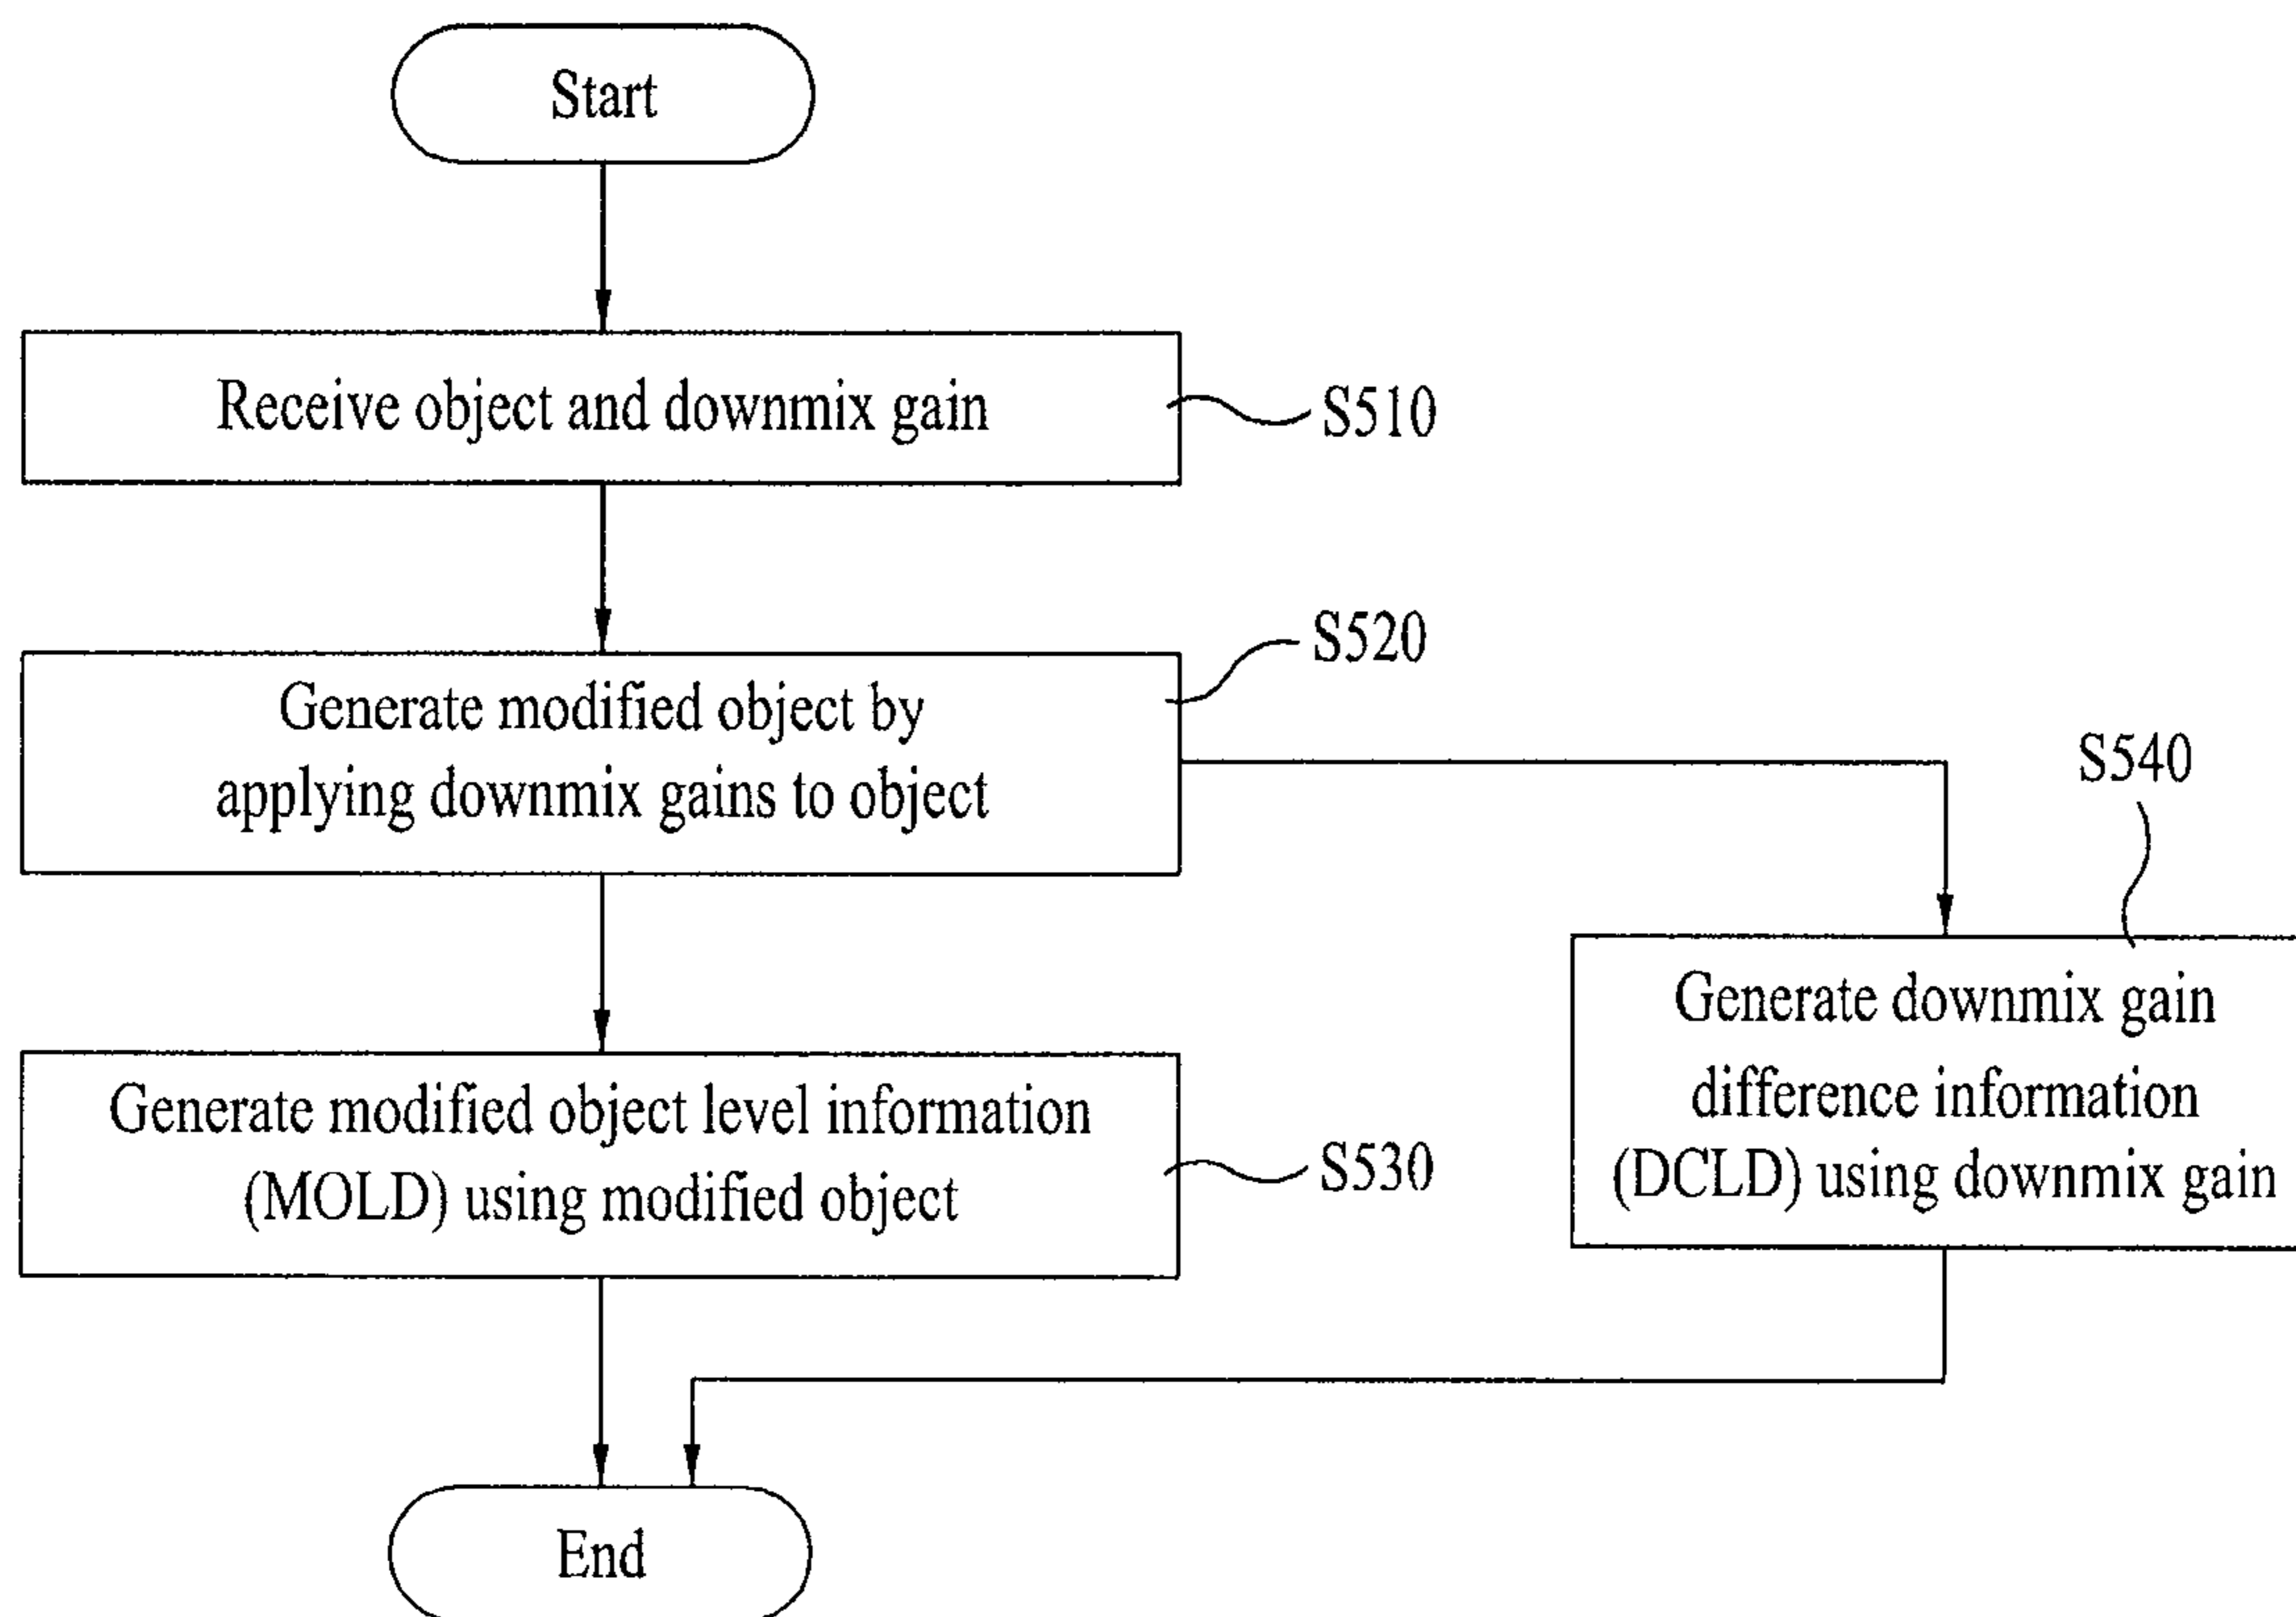 Start
Receive object and downmix gain
S510
S520
Generate modified object by
applying downmix gains to object
S540
Generate downmix gain
difference information
(DCLD) using downmix gain
Generate modified object level information
(MOLD) using modified object
S530
End